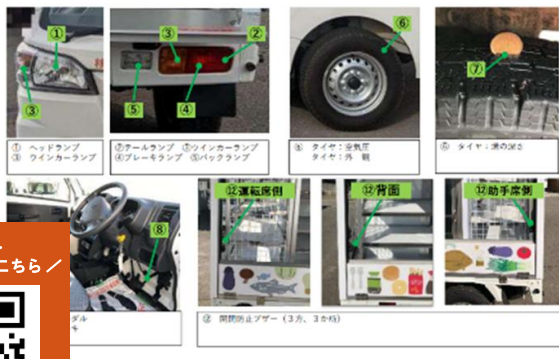 ①
③
① ヘッドランプ
③ ウインカーランプ
③
②
⑤
④
②テールランプ ③ウインカーランプ
④ブレーキランプ ⑤バックランプ
⑥
⑥ タイヤ：空気圧
タイヤ：外 観
⑦
タイヤ：溝の深さ
⑧
ダル
キ
こちら／
⑫運転席側
⑫背面
⑫助手席側
⑫ 開閉防止ブザー（3方、3か所）